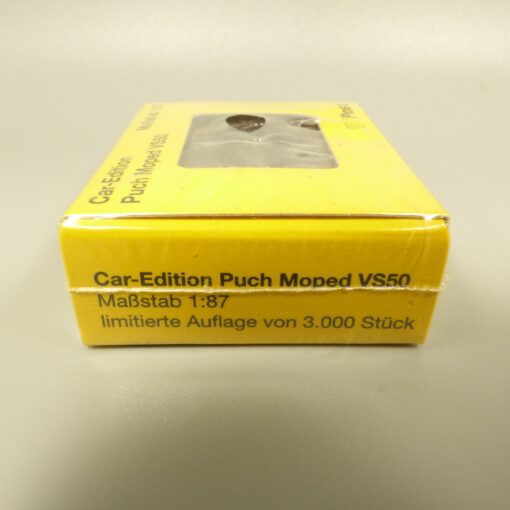 Car-Edition
Puch Moped VS50
Car-Edition Puch Moped VS50
Maßstab 1:87
limitierte Auflage von 3.000 Stück